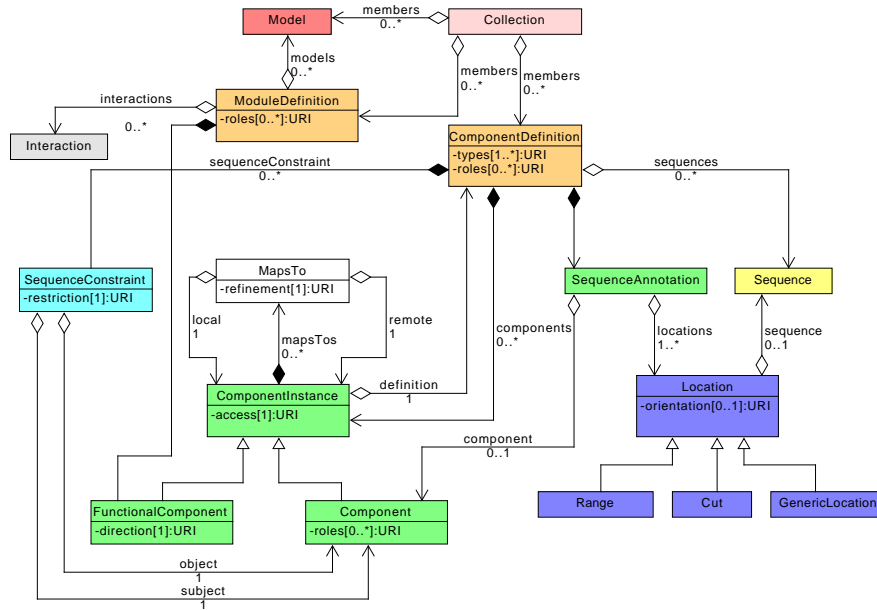 Model
members
0..*
Collection
models
0..*
members
0..*
members
0..*
interactions
0..*
ModuleDefinition
-roles[0..*]:URI
Interaction
ComponentDefinition
-types[1..*]:URI
-roles[0..*]:URI
sequenceConstraint
0..*
sequences
0..*
SequenceConstraint
-restriction[1]:URI
MapsTo
-refinement[1]:URI
SequenceAnnotation
Sequence
local
1
mapsTos
0..*
remote
1
components
0..*
locations
1..*
sequence
0..1
ComponentInstance
-access[1]:URI
definition
1
Location
-orientation[0..1]:URI
component
0..1
FunctionalComponent
-direction[1]:URI
Component
-roles[0..*]:URI
Range
Cut
GenericLocation
object
1
subject
1